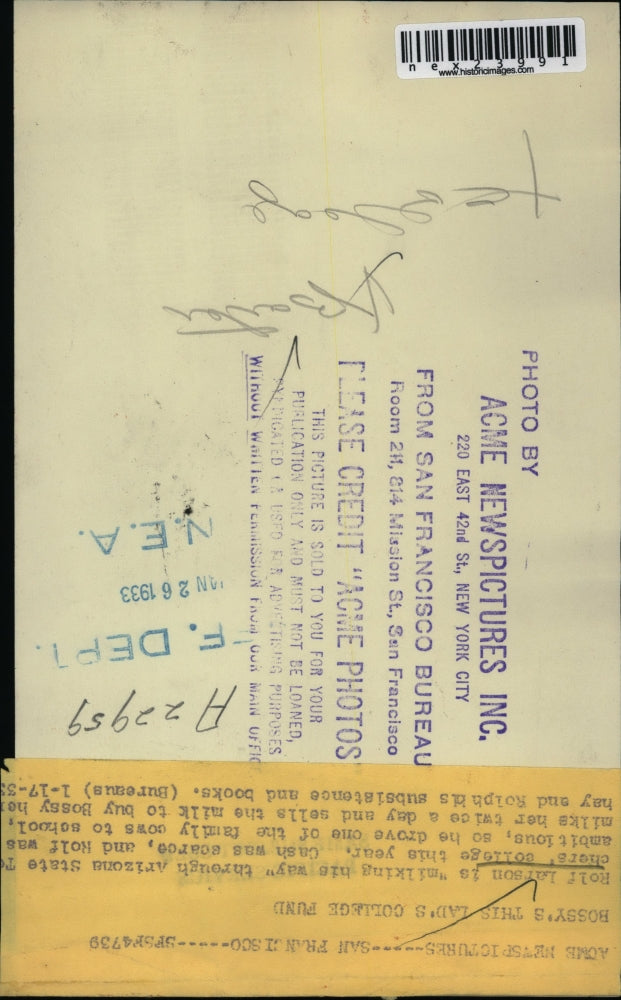 nex23991
www.historicimages.com
PHOTO BY
ACME NEWSPICTURES INC.
220 EAST 42nd St., NEW YORK CITY
FROM SAN FRANCISCO BUREAU
Room 211, 814 Mission St., San Francisco
PLEASE CREDIT "ACME PHOTOS
THIS PICTURE IS SOLD TO YOU FOR YOUR
PUBLICATION ONLY AND MUST NOT BE LOANED,
OR USED FOR ADVERTISING PURPOSES
WITHOUT WRITTEN PERMISSION FROM OUR MAIN OFFIC
N.E.A.
JAN 26 1933
F. DEPT.
A22959
ACME NEWSPICTURES------SAN FRANCISCO------SFSF4739
BOSSY'S THIS LAD'S COLLEGE FUND
Rolf Larson is "milking his way" through Arizona State T
chers' college this year. Cash was scarce, and Rolf was
ambitious, so he drove one of the family cows to school,
milks her twice a day and sells the milk to buy Bossy he
hay and Rolph's subsistence and books. (Bureaus) 1-17-33